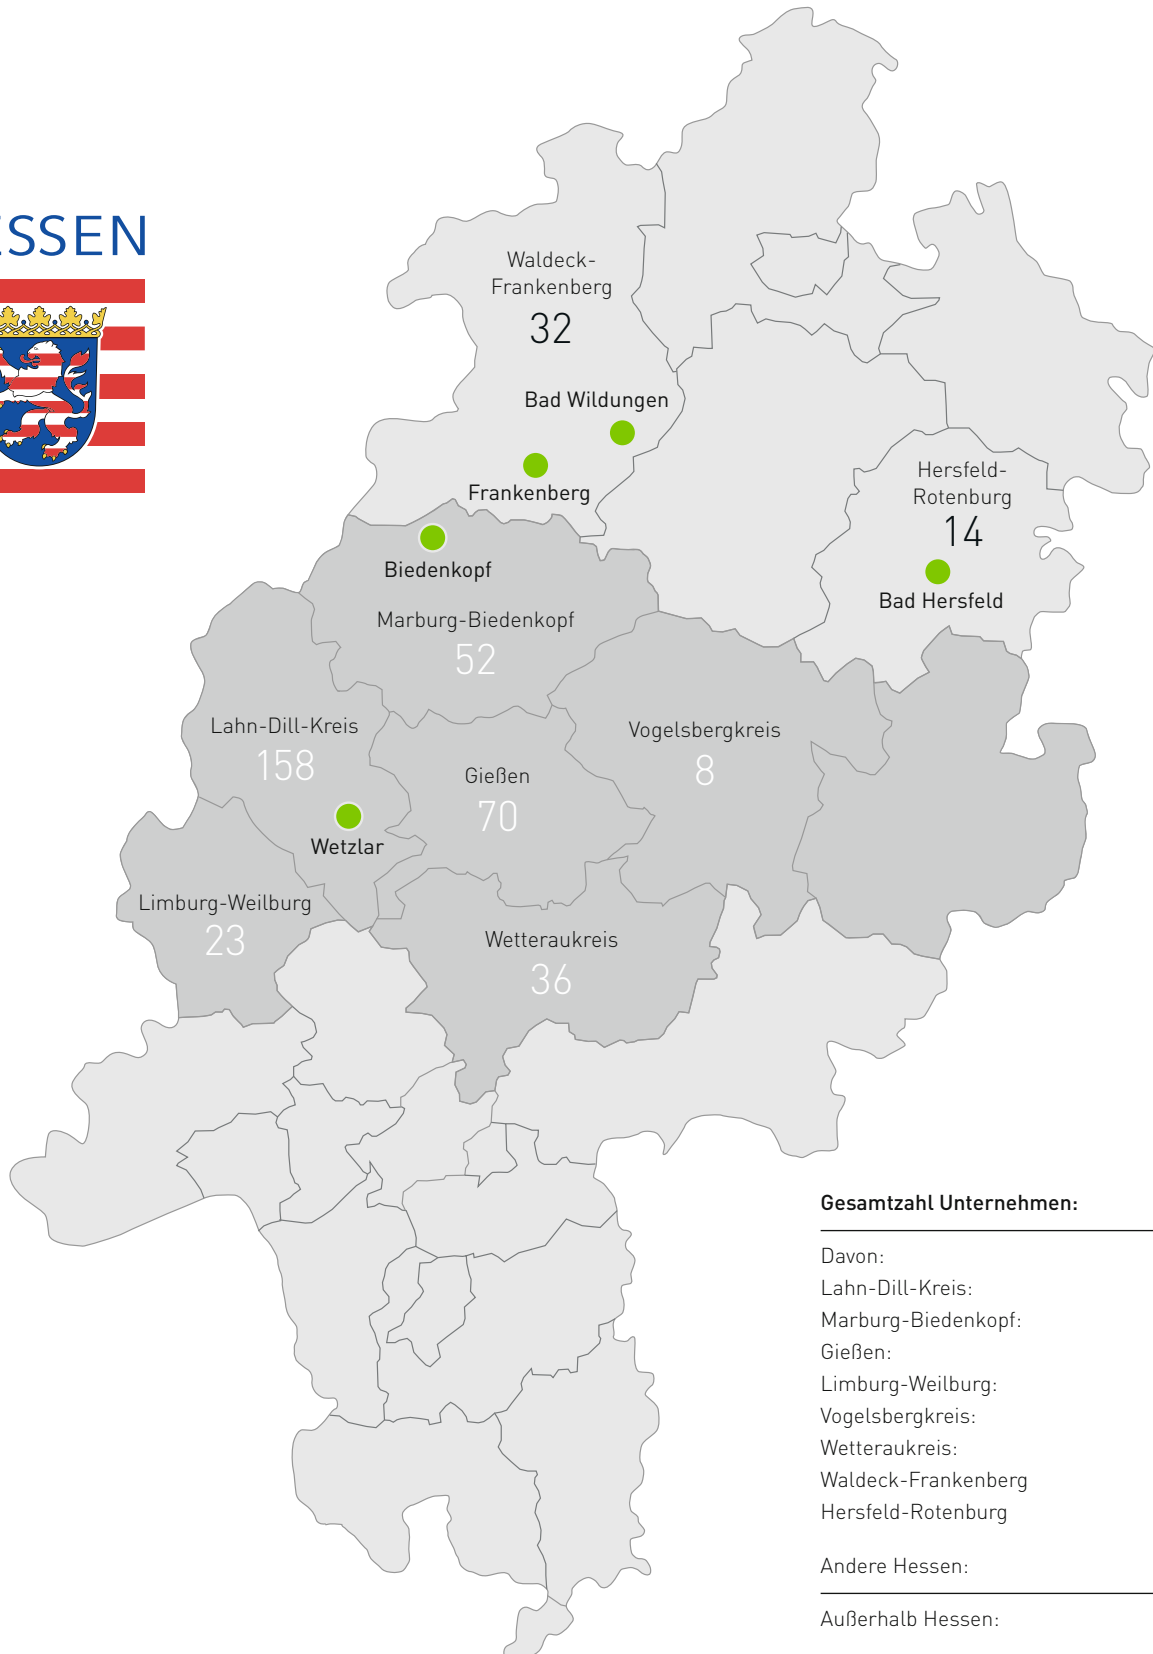 ESSEN
Waldeck-
Frankenberg
32
Bad Wildungen
Frankenberg
Hersfeld-
Rotenburg
14
Bad Hersfeld
Biedenkopf
Marburg-Biedenkopf
52
Lahn-Dill-Kreis
158
Wetzlar
Gießen
70
Vogelsbergkreis
8
Limburg-Weilburg
23
Wetteraukreis
36
Gesamtzahl Unternehmen:
Davon:
Lahn-Dill-Kreis:
Marburg-Biedenkopf:
Gießen:
Limburg-Weilburg:
Vogelsbergkreis:
Wetteraukreis:
Waldeck-Frankenberg
Hersfeld-Rotenburg
Andere Hessen:
Außerhalb Hessen: